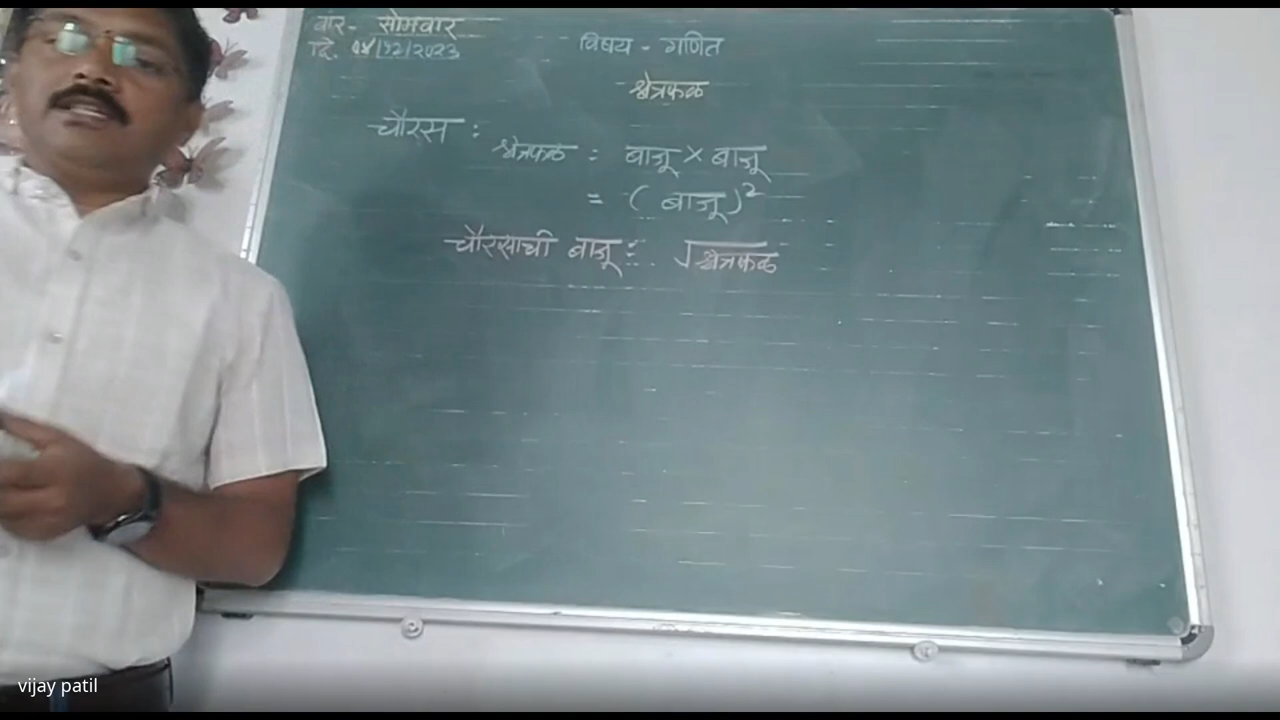 वार- सोमवार
दि. 04/12/2023
विषय - गणित
क्षेत्रफळ
चौरस :
क्षेत्रफळ = बाजू × बाजू
= (बाजू)²
चौरसाची बाजू = √क्षेत्रफळ
vijay patil